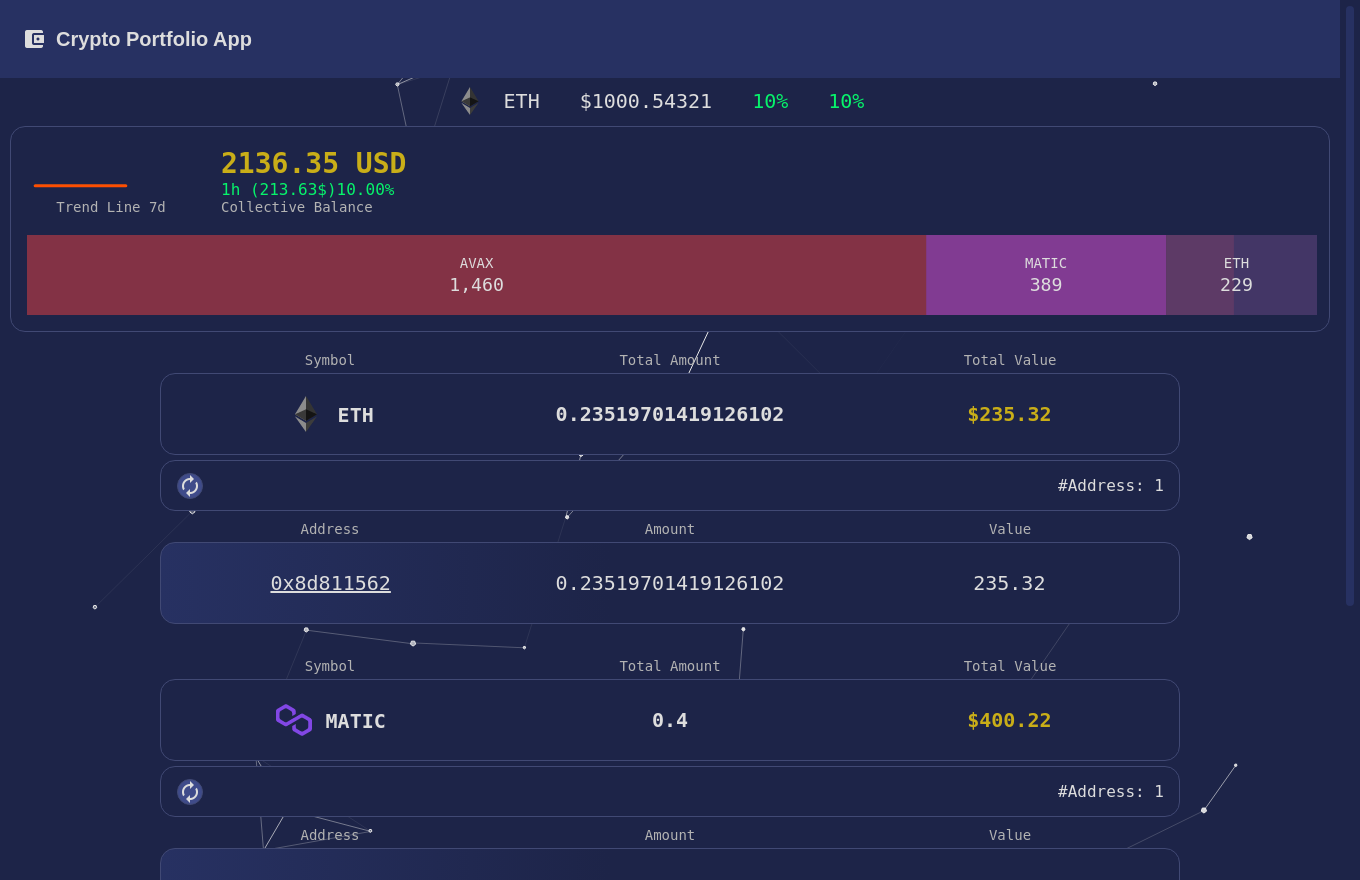 Crypto Portfolio App
ETH $1000.54321 10% 10%
2136.35 USD
1h (213.63$)10.00%
Trend Line 7d
Collective Balance
AVAX
1,460
MATIC
389
ETH
229
Symbol Total Amount Total Value
ETH 0.23519701419126102 $235.32
#Address: 1
Address Amount Value
0x8d811562 0.23519701419126102 235.32
Symbol Total Amount Total Value
MATIC 0.4 $400.22
#Address: 1
Address Amount Value